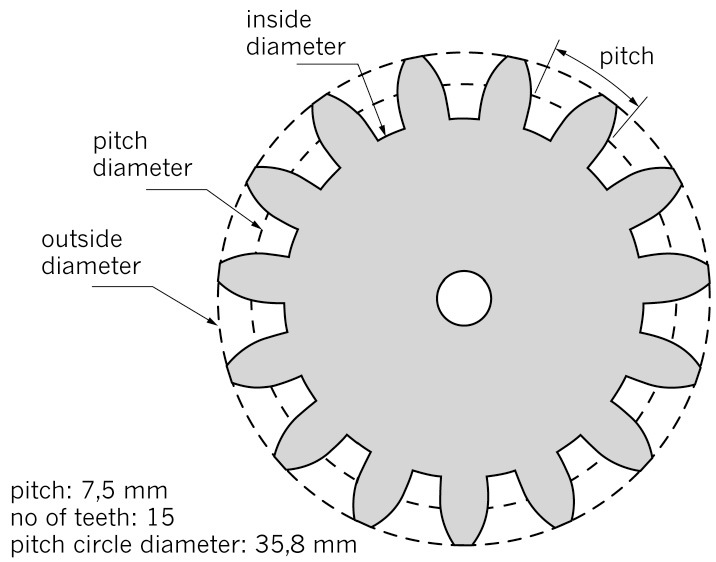 inside
diameter
pitch
pitch
diameter
outside
diameter
pitch: 7,5 mm
no of teeth: 15
pitch circle diameter: 35,8 mm